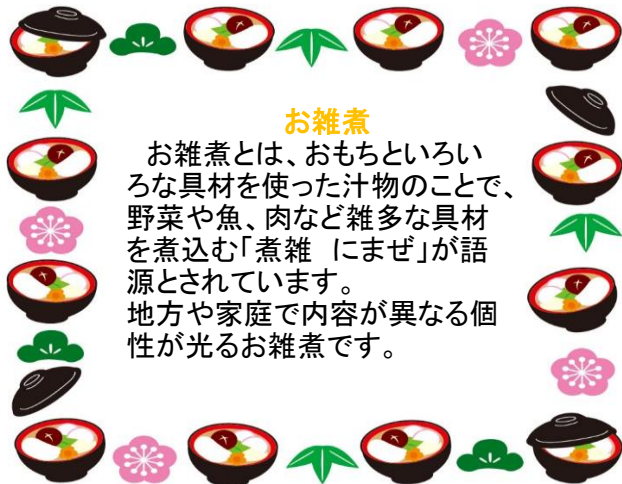 お雑煮
　お雑煮とは、おもちといろい
ろな具材を使った汁物のことで、
野菜や魚、肉など雑多な具材
を煮込む「煮雑　にまぜ」が語
源とされています。
地方や家庭で内容が異なる個
性が光るお雑煮です。